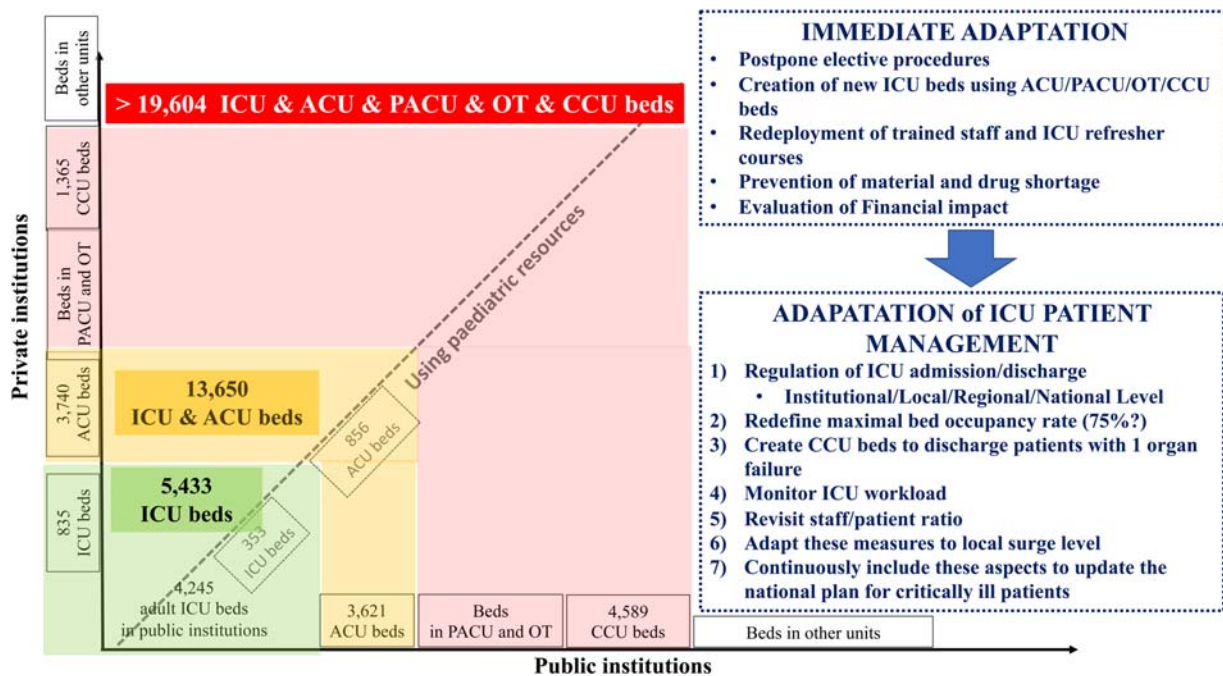 Private institutions
Beds in
other units
1,365
CCU beds
Beds in
PACU and OT
3,740
ACU beds
835
ICU beds
> 19,604 ICU & ACU & PACU & OT & CCU beds
Using paediatric resources
13,650
ICU & ACU beds
856
ACU beds
5,433
ICU beds
353
ICU beds
4,245
adult ICU beds
in public institutions
3,621
ACU beds
Beds
in PACU and OT
4,589
CCU beds
Beds in other units
Public institutions
IMMEDIATE ADAPTATION
• Postpone elective procedures
• Creation of new ICU beds using ACU/PACU/OT/CCU
beds
• Redeployment of trained staff and ICU refresher
courses
• Prevention of material and drug shortage
• Evaluation of Financial impact
ADAPATATION of ICU PATIENT
MANAGEMENT
1) Regulation of ICU admission/discharge
• Institutional/Local/Regional/National Level
2) Redefine maximal bed occupancy rate (75%?)
3) Create CCU beds to discharge patients with 1 organ
failure
4) Monitor ICU workload
5) Revisit staff/patient ratio
6) Adapt these measures to local surge level
7) Continuously include these aspects to update the
national plan for critically ill patients